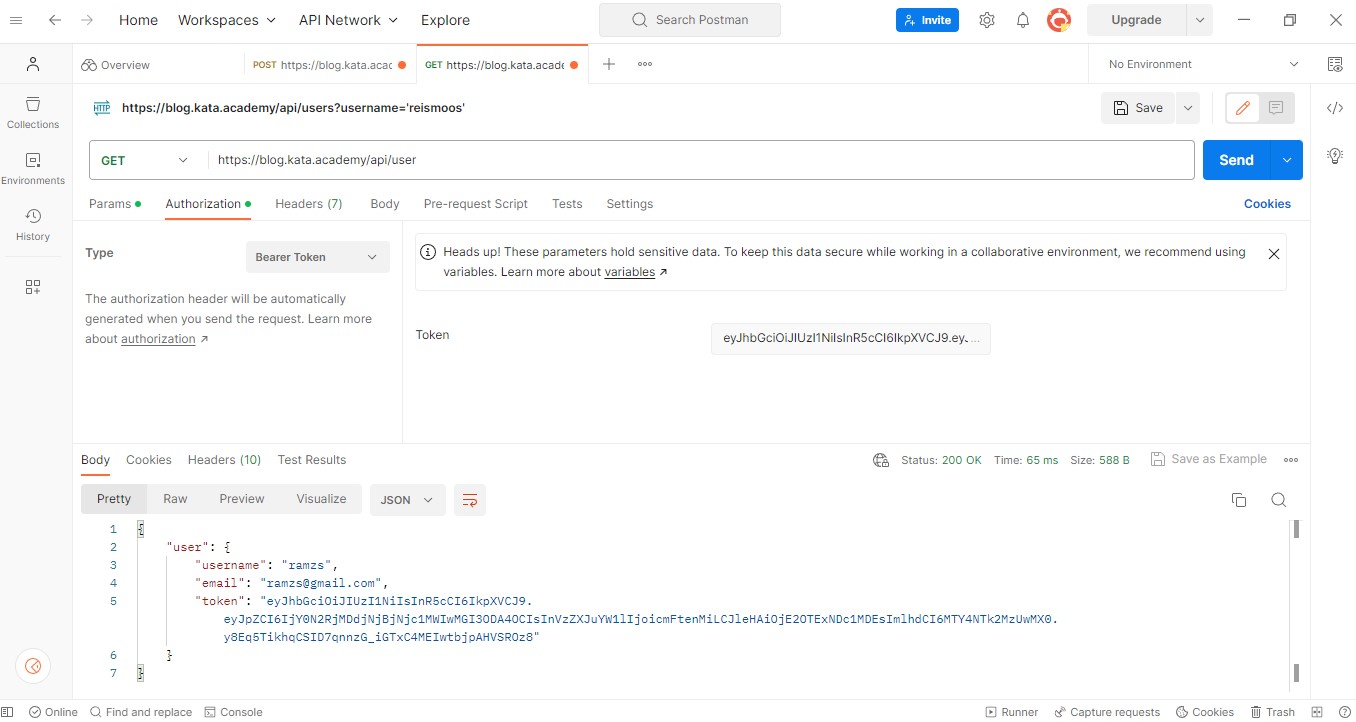 Home Workspaces API Network Explore Search Postman Invite Upgrade
Overview POST https://blog.kata.acac GET https://blog.kata.acade No Environment
HTTP https://blog.kata.academy/api/users?username='reismoos' Save
Collections
GET https://blog.kata.academy/api/user Send
Environments
Params Authorization Headers (7) Body Pre-request Script Tests Settings Cookies
History
Type Bearer Token
Heads up! These parameters hold sensitive data. To keep this data secure while working in a collaborative environment, we recommend using
variables. Learn more about variables ↗
The authorization header will be automatically
generated when you send the request. Learn more
about authorization ↗
Token eyJhbGciOiJIUzI1NiIsInR5cCI6IkpXVCJ9.ey. ...
Body Cookies Headers (10) Test Results Status: 200 OK Time: 65 ms Size: 588 B Save as Example
Pretty Raw Preview Visualize JSON
1 {
2 "user": {
3 "username": "ramzs",
4 "email": "ramzs@gmail.com",
5 "token": "eyJhbGciOiJIUzI1NiIsInR5cCI6IkpXVCJ9.
eyJpZCI6IjY0N2RjMDdjNjBjNjc1MWIwMGI3ODA4OCIsInVzZXJuYW1lIjoicmFtenMiLCJleHAiOjE2OTExNDc1MDEsImlhdCI6MTY4NTk2MzUwMX0.
y8Eq5TikhqCSID7qnnzG_iGTxC4MEIwtbjpAHVSROz8"
6 }
7 }
Online Find and replace Console Runner Capture requests Cookies Trash